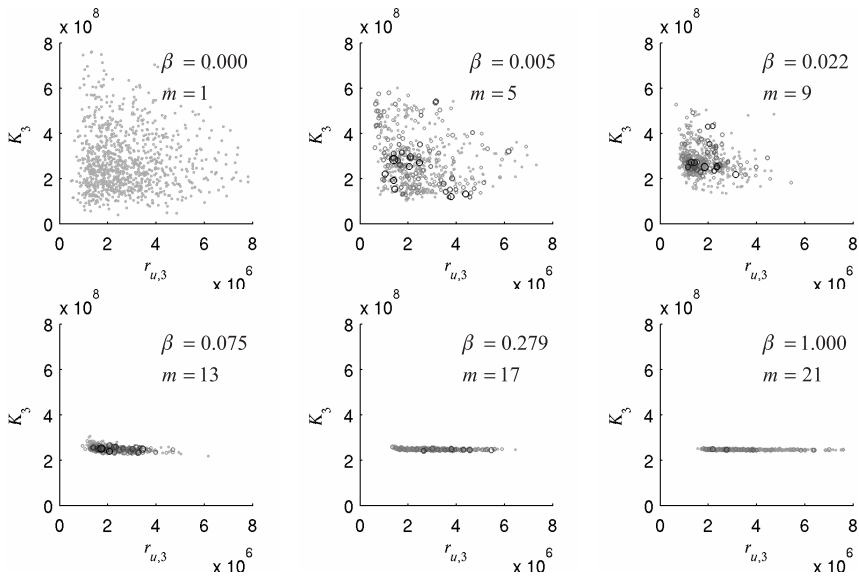 x 10^8
8
6
4
2
0
K_3
β = 0.000
m = 1
0 2 4 6 8
r_{u,3}
x 10^6
x 10^8
8
6
4
2
0
K_3
β = 0.005
m = 5
0 2 4 6 8
r_{u,3}
x 10^6
x 10^8
8
6
4
2
0
K_3
β = 0.022
m = 9
0 2 4 6 8
r_{u,3}
x 10^6
x 10^8
8
6
4
2
0
K_3
β = 0.075
m = 13
0 2 4 6 8
r_{u,3}
x 10^6
x 10^8
8
6
4
2
0
K_3
β = 0.279
m = 17
0 2 4 6 8
r_{u,3}
x 10^6
x 10^8
8
6
4
2
0
K_3
β = 1.000
m = 21
0 2 4 6 8
r_{u,3}
x 10^6